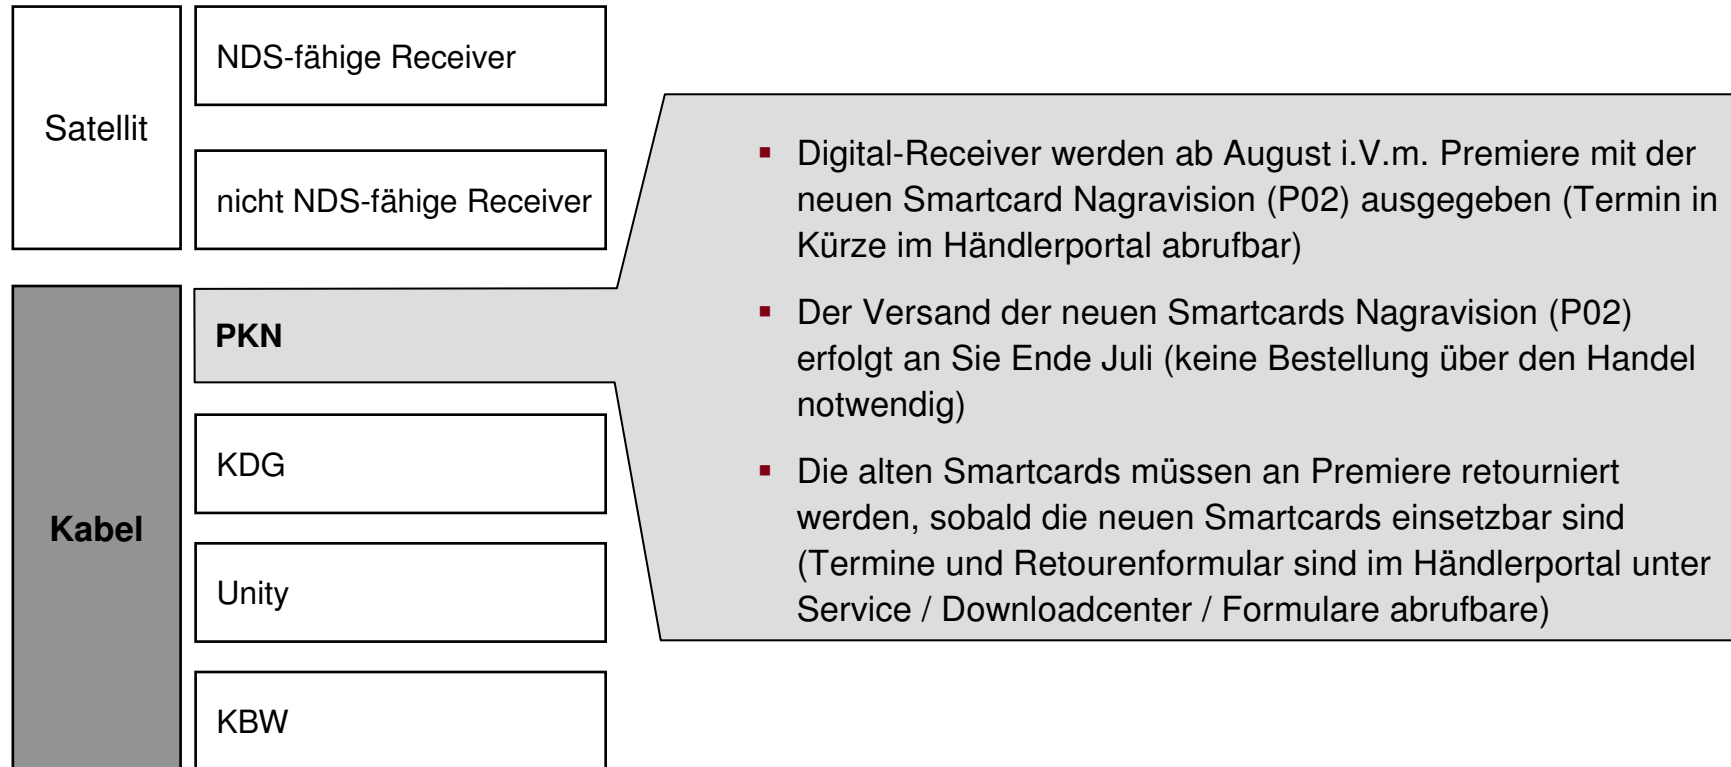 Satellit
NDS-fähige Receiver
nicht NDS-fähige Receiver
Kabel
PKN
KDG
Unity
KBW
▪ Digital-Receiver werden ab August i.V.m. Premiere mit der
neuen Smartcard Nagravision (P02) ausgegeben (Termin in
Kürze im Händlerportal abrufbar)
▪ Der Versand der neuen Smartcards Nagravision (P02)
erfolgt an Sie Ende Juli (keine Bestellung über den Handel
notwendig)
▪ Die alten Smartcards müssen an Premiere retourniert
werden, sobald die neuen Smartcards einsetzbar sind
(Termine und Retourenformular sind im Händlerportal unter
Service / Downloadcenter / Formulare abrufbare)